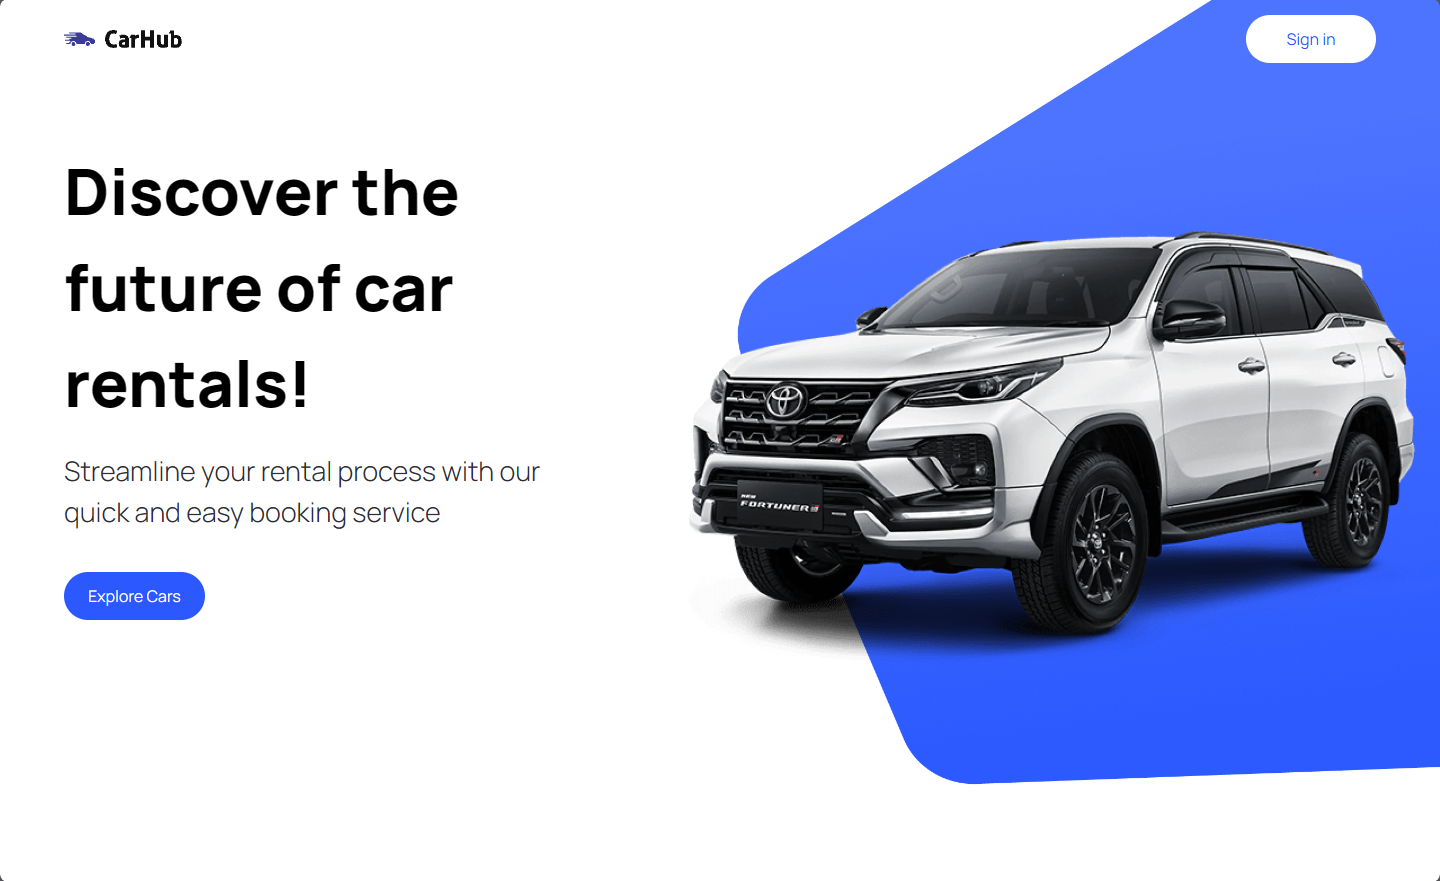 CarHub
Sign in
Discover the
future of car
rentals!
Streamline your rental process with our
quick and easy booking service
Explore Cars
NEW
FORTUNER